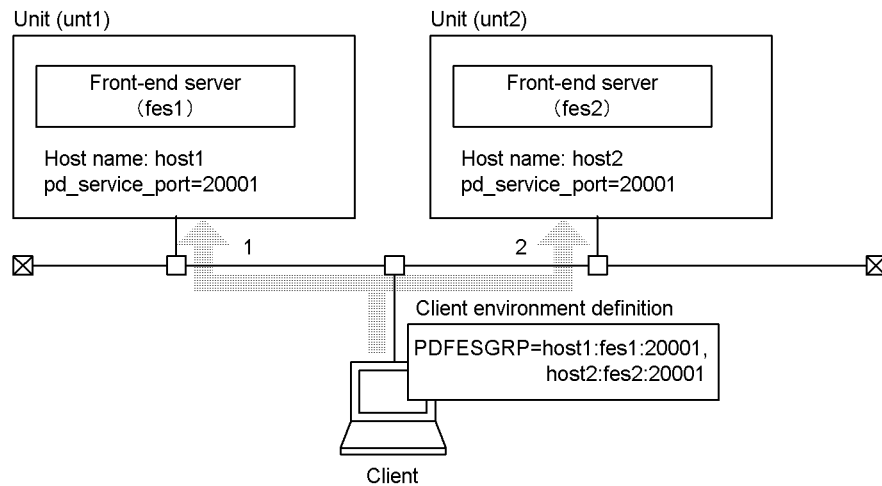 Unit (unt1)
Unit (unt2)
Front-end server
(fes1)
Front-end server
(fes2)
Host name: host1
pd_service_port=20001
Host name: host2
pd_service_port=20001
1
2
Client environment definition
PDFESGRP=host1:fes1:20001,
host2:fes2:20001
Client